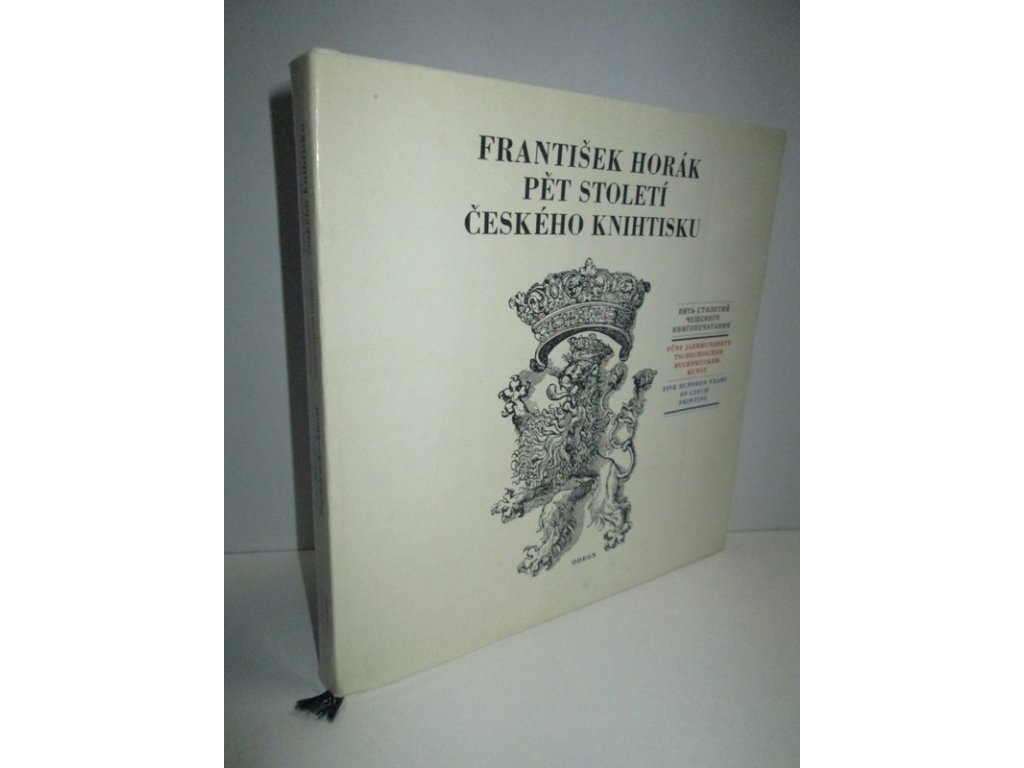 FRANTIŠEK HORÁK
PĚT STOLETÍ
ČESKÉHO KNIHTISKU
ПЯТЬ СТОЛЕТИЙ
ЧЕШСКОГО
КНИГОПЕЧАТАНИЯ
FÜNF JAHRHUNDERTE
TSCHECHISCHER
BUCHDRUCKER-
KUNST
FIVE HUNDRED YEARS
OF CZECH
PRINTING
ODEON